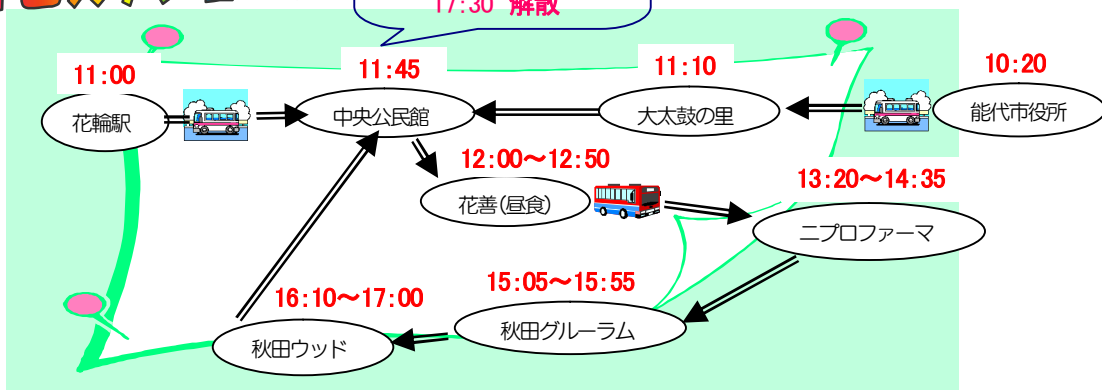 17:30 解散
11:00
花輪駅
11:45
中央公民館
11:10
大太鼓の里
10:20
能代市役所
12:00～12:50
花善(昼食)
13:20～14:35
ニプロファーマ
15:05～15:55
秋田グルーラム
16:10～17:00
秋田ウッド